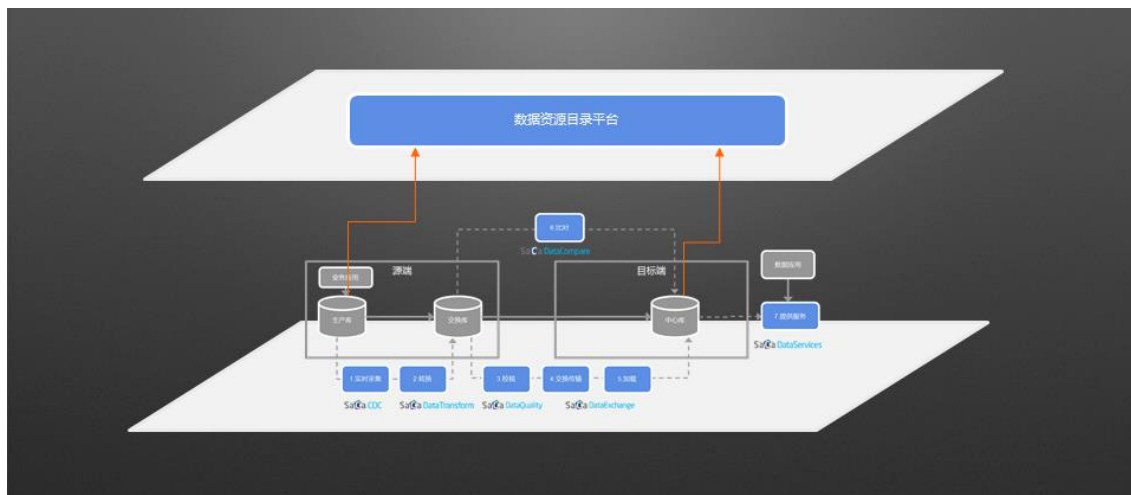 数据资源目录平台
6.比对
SaCa DataCompare
源端
目标端
数据应用
业务应用
生产库
交换库
中心库
7.提供服务
SaCa DataServices
1.实时采集
2.转换
3.校核
4.交换传输
5.加载
SaCa CDC
SaCa DataTransform
SaCa DataQuality
SaCa DataExchange